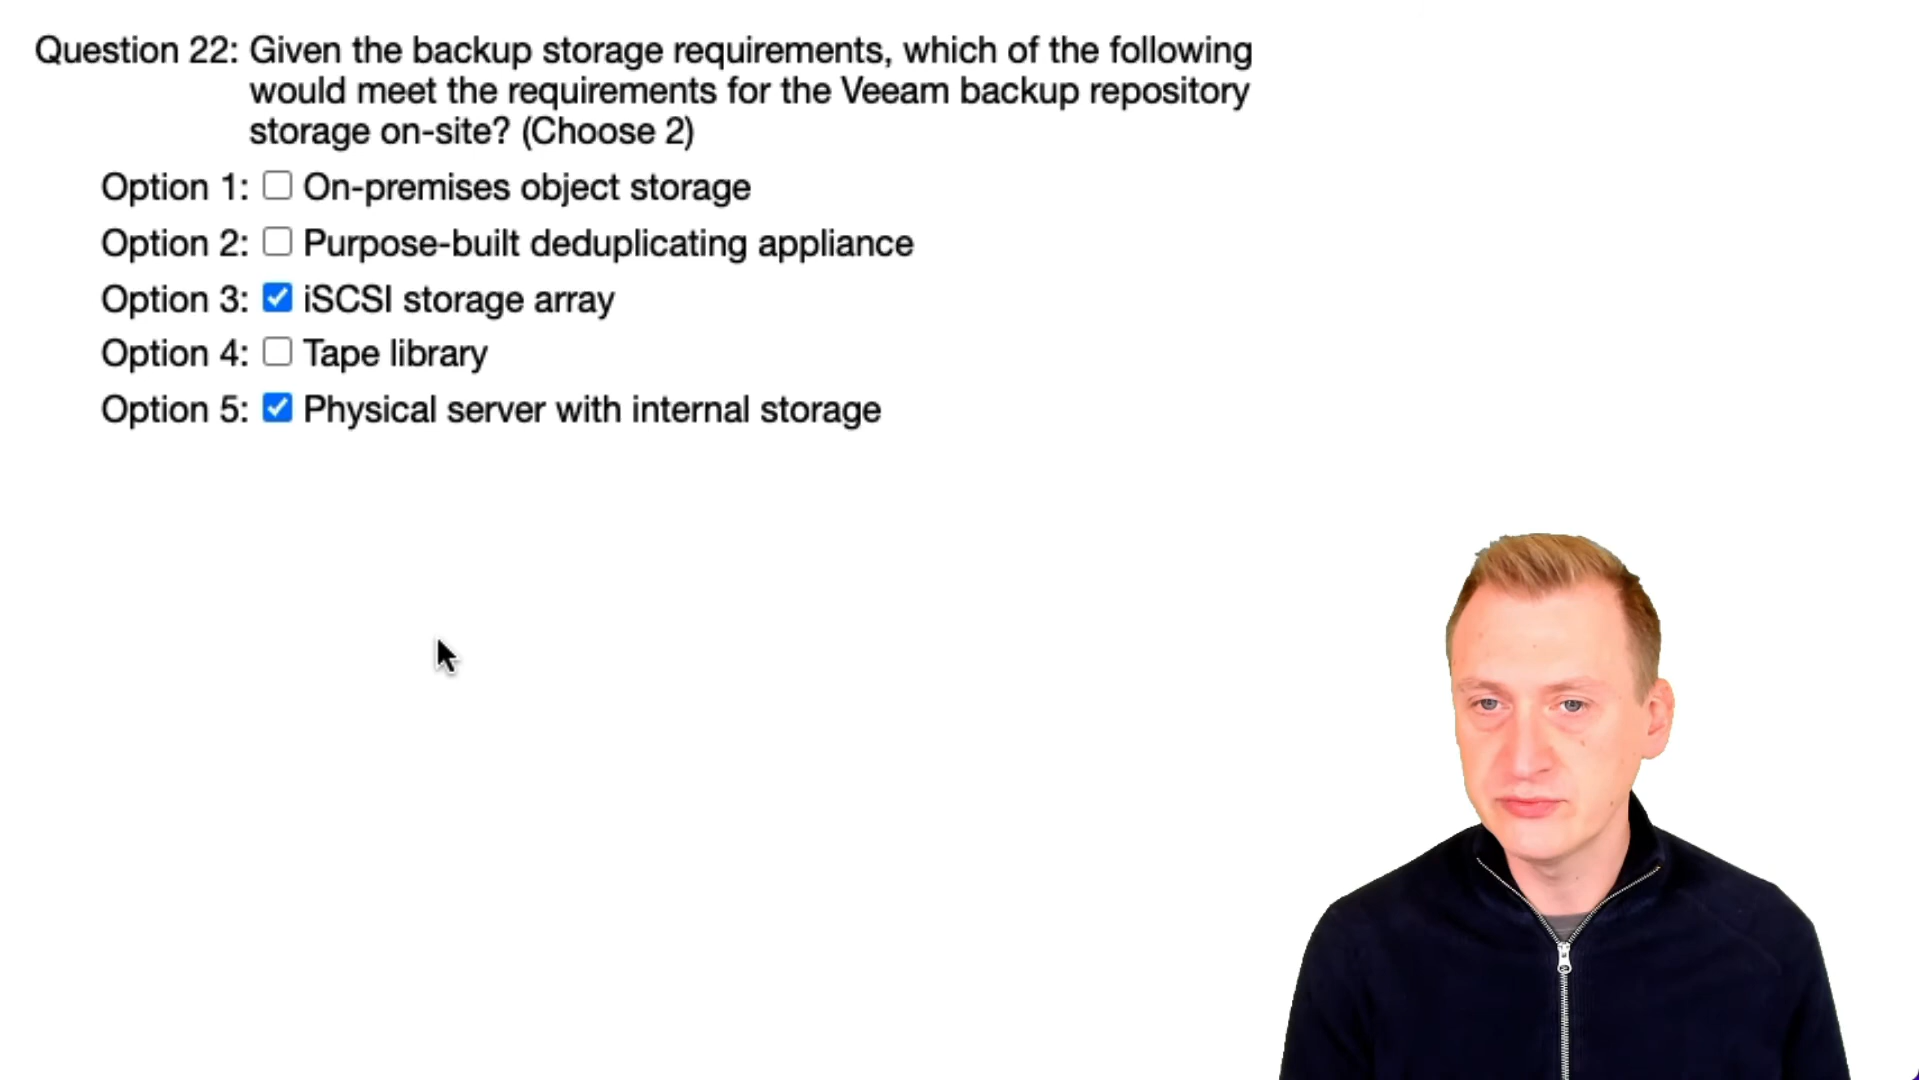 Question 22: Given the backup storage requirements, which of the following
would meet the requirements for the Veeam backup repository
storage on-site? (Choose 2)
Option 1: On-premises object storage
Option 2: Purpose-built deduplicating appliance
Option 3: iSCSI storage array
Option 4: Tape library
Option 5: Physical server with internal storage